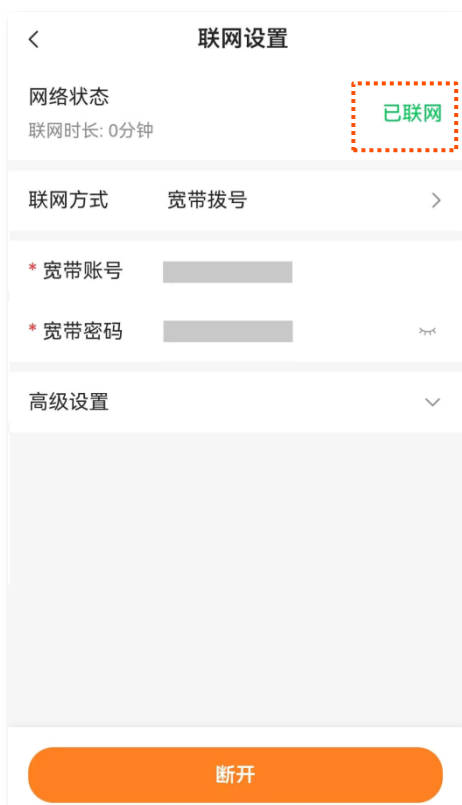 联网设置
网络状态
已联网
联网时长: 0分钟
联网方式 宽带拨号
* 宽带账号
* 宽带密码
高级设置
断开